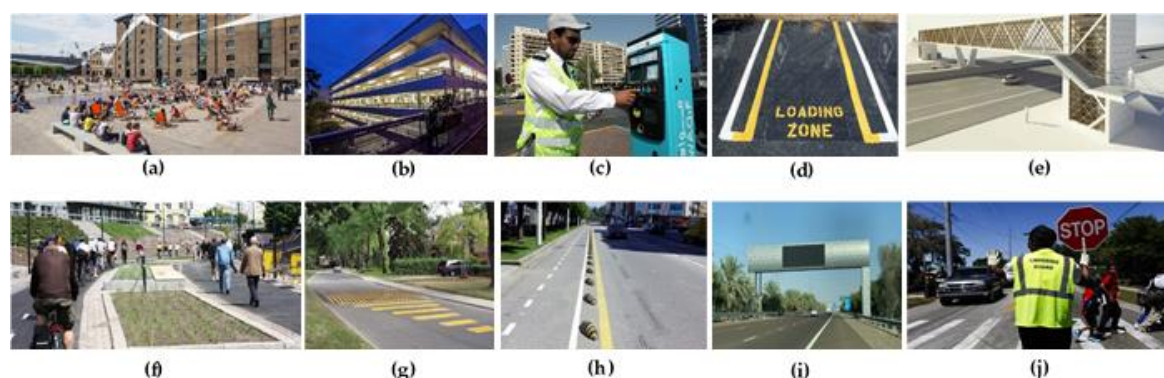 (a)
(b)
(c)
LOADING
ZONE
(d)
(e)
(f)
(g)
(h)
(i)
STOP
(j)